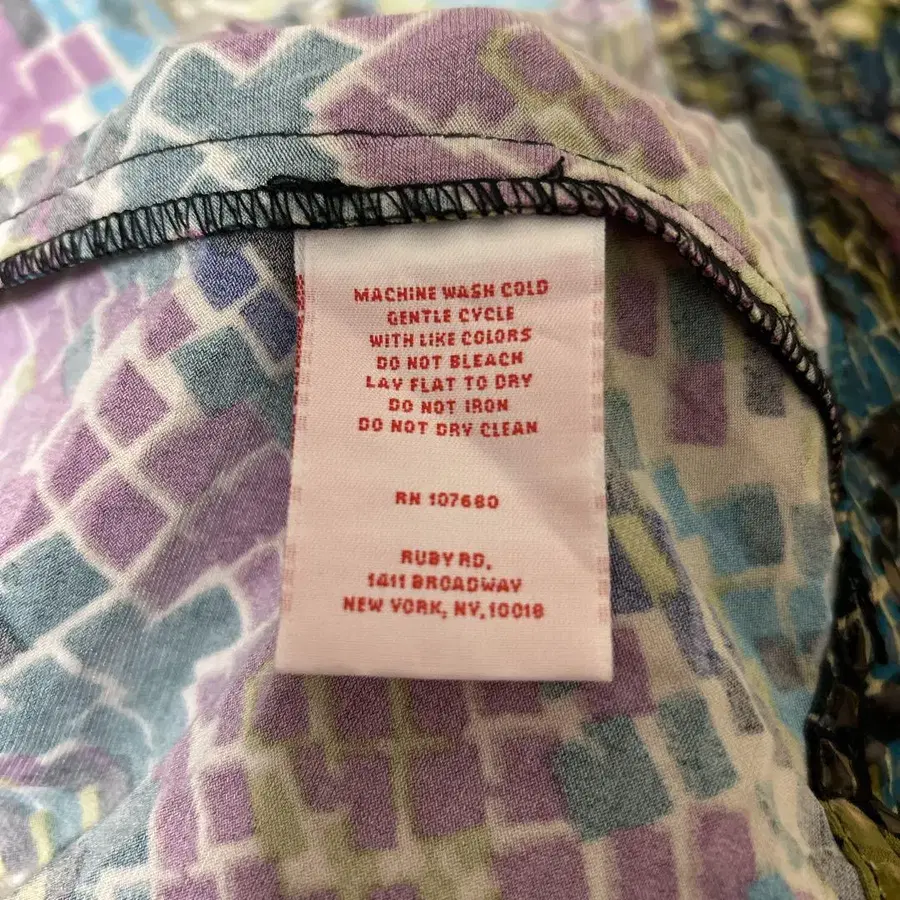 MACHINE WASH COLD
GENTLE CYCLE
WITH LIKE COLORS
DO NOT BLEACH
LAY FLAT TO DRY
DO NOT IRON
DO NOT DRY CLEAN
RN 107680
RUBY RD.
1411 BROADWAY
NEW YORK, NY, 10018